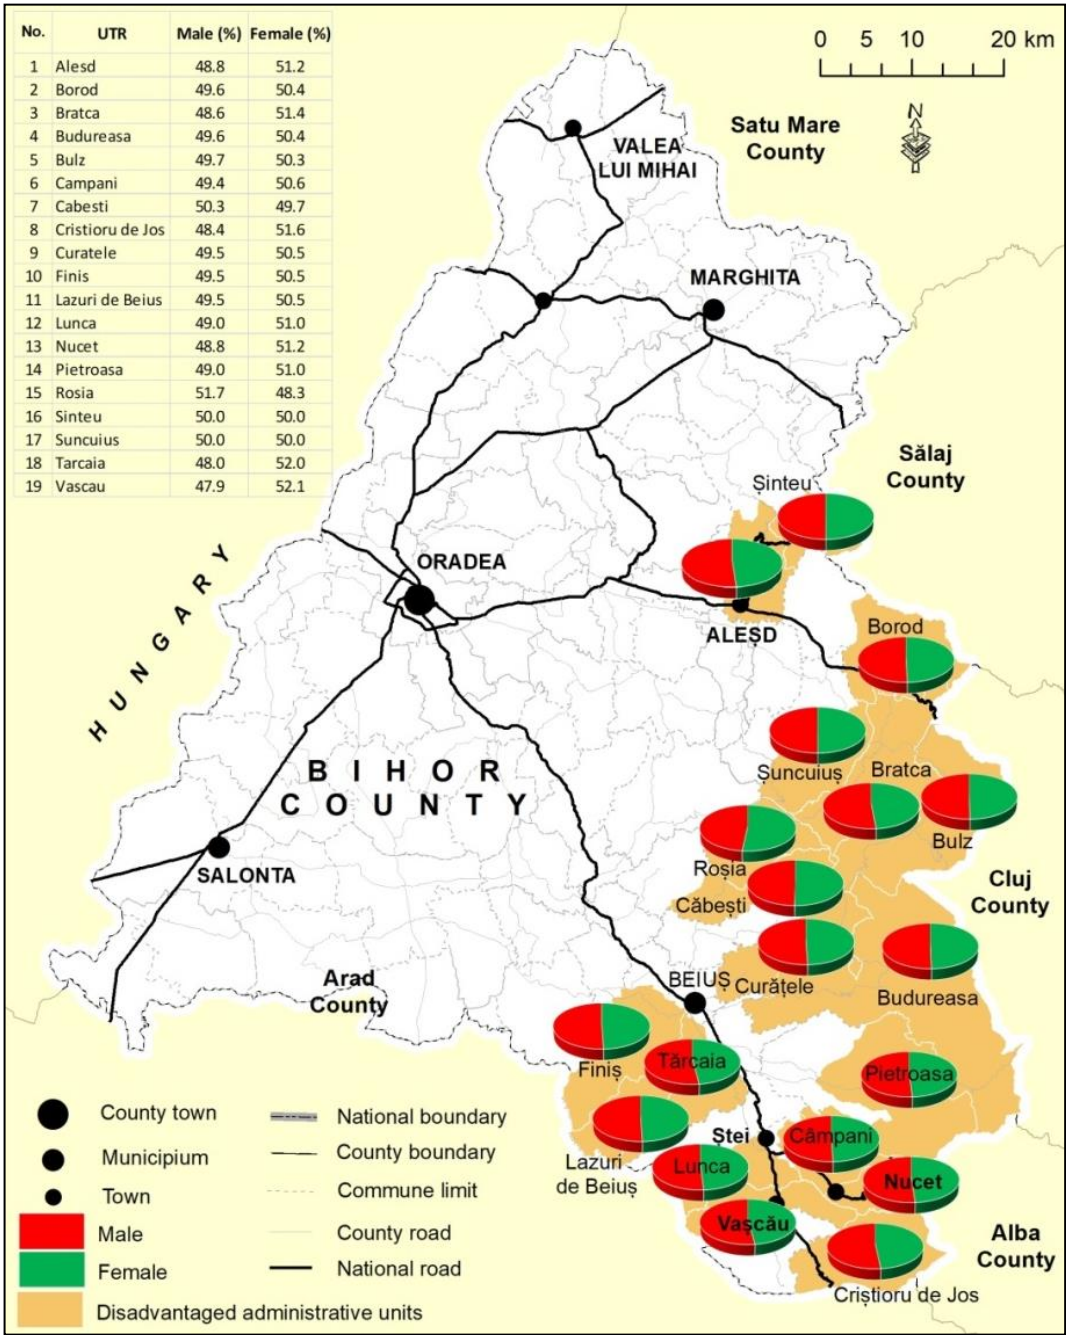 No. UTR Male (%) Female (%)
1 Alesd 48.8 51.2
2 Borod 49.6 50.4
3 Bratca 48.6 51.4
4 Budureasa 49.6 50.4
5 Bulz 49.7 50.3
6 Campani 49.4 50.6
7 Cabesti 50.3 49.7
8 Cristioru de Jos 48.4 51.6
9 Curatele 49.5 50.5
10 Finis 49.5 50.5
11 Lazuri de Beius 49.5 50.5
12 Lunca 49.0 51.0
13 Nucet 48.8 51.2
14 Pietroasa 49.0 51.0
15 Rosia 51.7 48.3
16 Sinteu 50.0 50.0
17 Suncuius 50.0 50.0
18 Tarcaia 48.0 52.0
19 Vascau 47.9 52.1
0 5 10 20 km
N
Satu Mare
County
VALEA
LUI MIHAI
MARGHITA
Sălaj
County
Șinteu
ORADEA
ALEȘD
Borod
HUNGARY
BIHOR
COUNTY
Șuncuiuș
Bratca
Bulz
Roșia
Căbești
SALONTA
Cluj
County
Arad
County
BEIUȘ
Curățele
Budureasa
Finiș
Tărcaia
Pietroasa
Ștei
Câmpani
Lazuri
de Beiuș
Lunca
Nucet
Vașcău
Alba
County
Criștioru de Jos
County town
Municipium
Town
Male
Female
Disadvantaged administrative units
National boundary
County boundary
Commune limit
County road
National road